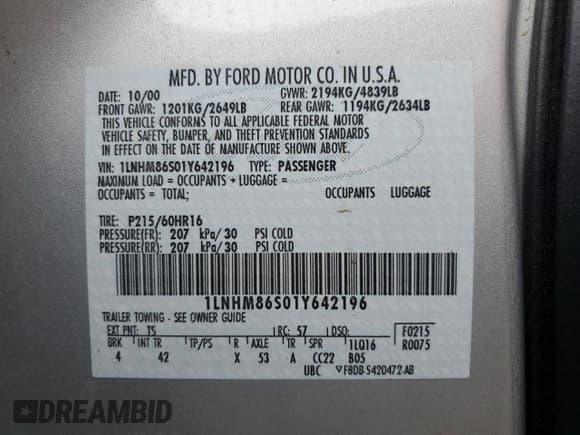 MFD. BY FORD MOTOR CO. IN U.S.A.
DATE: 10/00 GVWR: 2194KG/4839LB
FRONT GAWR: 1201KG/2649LB REAR GAWR: 1194KG/2634LB
THIS VEHICLE CONFORMS TO ALL APPLICABLE FEDERAL MOTOR
VEHICLE SAFETY, BUMPER, AND THEFT PREVENTION STANDARDS
IN EFFECT ON THE DATE OF MANUFACTURE SHOWN ABOVE.
VIN: 1LNHM86S01Y642196 TYPE: PASSENGER
MAXIMUM LOAD = OCCUPANTS + LUGGAGE =
OCCUPANTS = TOTAL; OCCUPANTS LUGGAGE
TIRE: P215/60HR16
PRESSURE(FR): 207 kPa/ 30 PSI COLD
PRESSURE(RR): 207 kPa/ 30 PSI COLD
1LNHM86S01Y642196
TRAILER TOWING - SEE OWNER GUIDE
EXT PNT: TS RC: 57 DSO: F0215
BRK INT TR TP/PS R AXLE TR SPR 1LQ16 R0075
4 42 X 53 A CC22 B05
UBC ▽F8DB-5420472-AB
DREAMBID